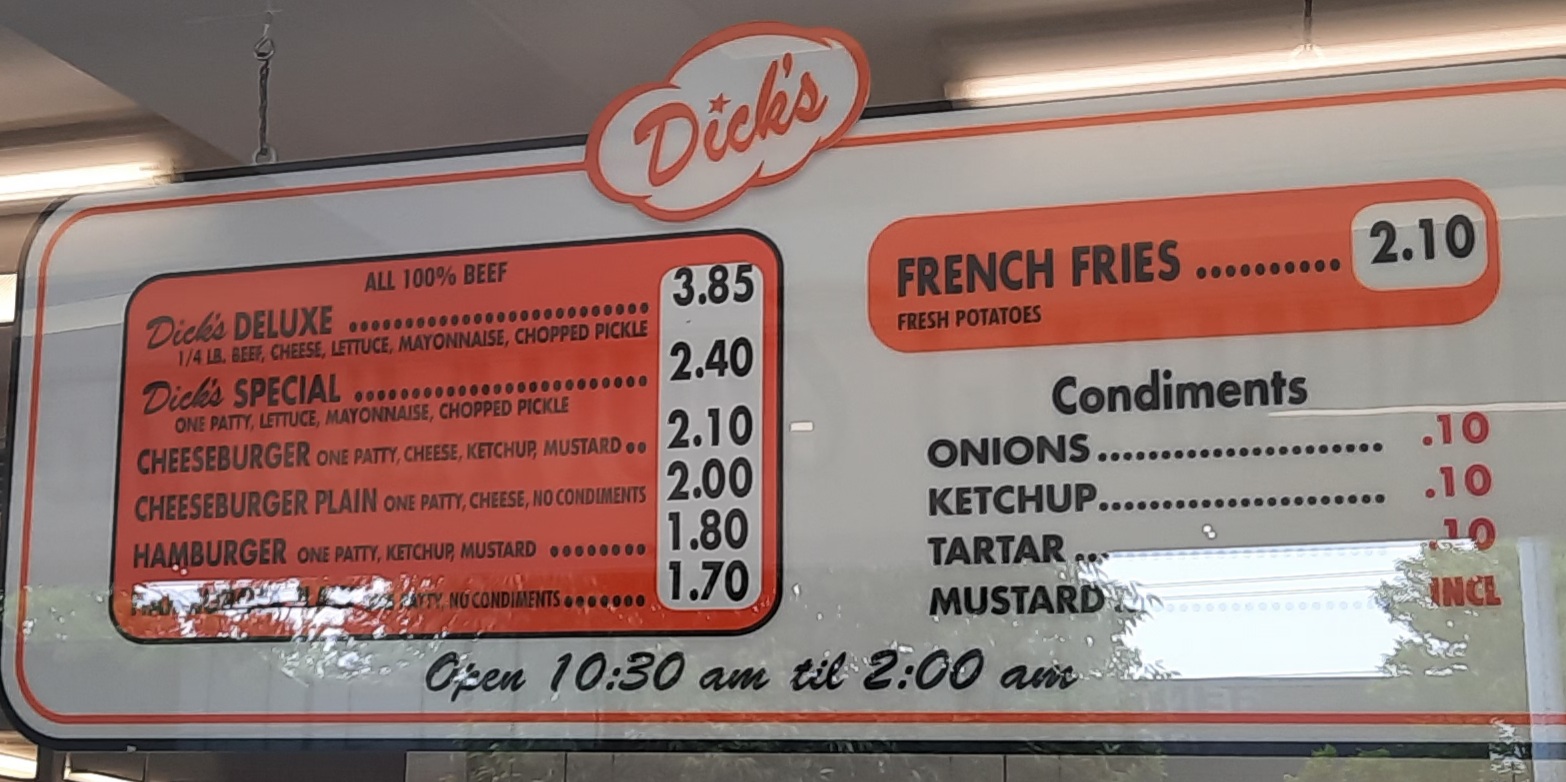 Dick's
ALL 100% BEEF
Dick's DELUXE .......................... 3.85
1/4 LB. BEEF, CHEESE, LETTUCE, MAYONNAISE, CHOPPED PICKLE
Dick's SPECIAL .......................... 2.40
ONE PATTY, LETTUCE, MAYONNAISE, CHOPPED PICKLE
CHEESEBURGER ONE PATTY, CHEESE, KETCHUP, MUSTARD .. 2.10
CHEESEBURGER PLAIN ONE PATTY, CHEESE, NO CONDIMENTS 2.00
HAMBURGER ONE PATTY, KETCHUP, MUSTARD ........ 1.80
PATTY, NO CONDIMENTS ....... 1.70
FRENCH FRIES .......... 2.10
FRESH POTATOES
Condiments
ONIONS ....................... .10
KETCHUP ....................... .10
TARTAR ... .10
MUSTARD .. INCL
Open 10:30 am til 2:00 am